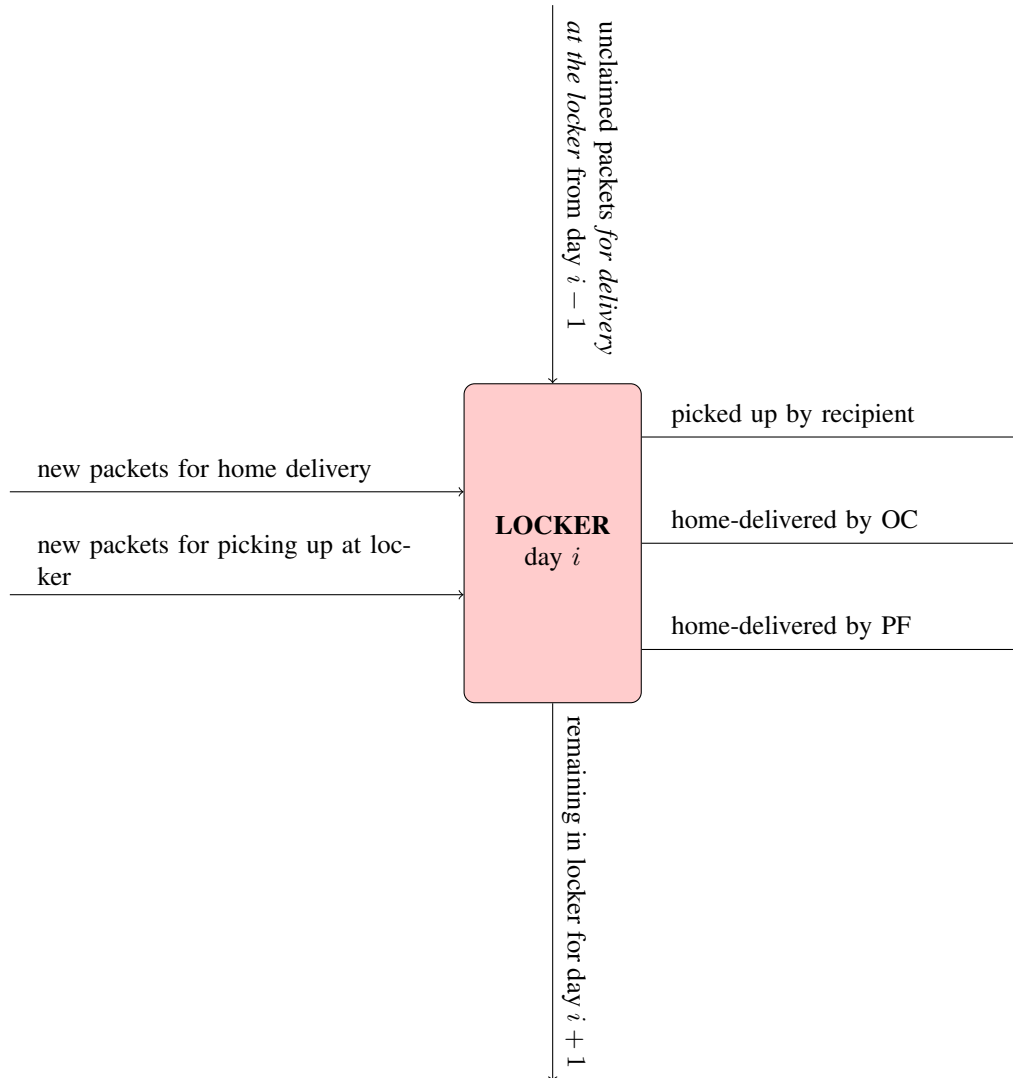 unclaimed packets for delivery
at the locker from day i − 1
picked up by recipient
new packets for home delivery
LOCKER
day i
home-delivered by OC
new packets for picking up at loc-
ker
home-delivered by PF
remaining in locker for day i + 1